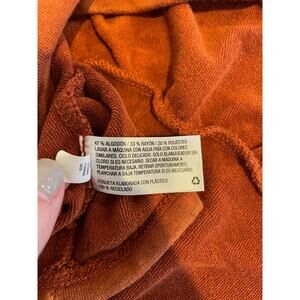 47 % ALGODÓN / 33 % RAYÓN / 20 % POLIÉSTER
LAVAR A MÁQUINA CON AGUA FRÍA CON COLORES
SIMILARES. CICLO DELICADO. SÓLO BLANQUEADOR SIN
CLORO SI ES NECESARIO. SECAR A MÁQUINA A
TEMPERATURA BAJA. RETIRAR OPORTUNAMENTE.
PLANCHAR A BAJA TEMPERATURA SI ES NECESARIO.
ETIQUETA ELABORADA CON PLÁSTICO
100 % RECICLADO